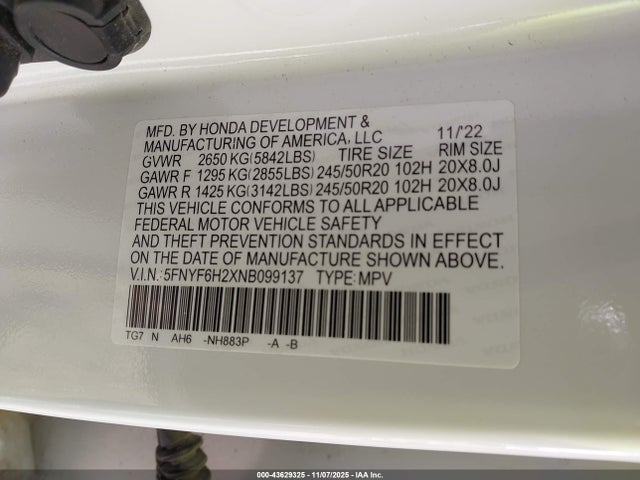 MFD. BY HONDA DEVELOPMENT &
MANUFACTURING OF AMERICA, LLC 11/'22
GVWR 2650 KG(5842LBS) TIRE SIZE RIM SIZE
GAWR F 1295 KG(2855LBS) 245/50R20 102H 20X8.0J
GAWR R 1425 KG(3142LBS) 245/50R20 102H 20X8.0J
THIS VEHICLE CONFORMS TO ALL APPLICABLE
FEDERAL MOTOR VEHICLE SAFETY
AND THEFT PREVENTION STANDARDS IN EFFECT
ON THE DATE OF MANUFACTURE SHOWN ABOVE.
V.I.N.: 5FNYF6H2XNB099137 TYPE: MPV
TG7 N AH6 -NH883P -A -B
000-43629325 | 11/07/2025 | IAA Inc.